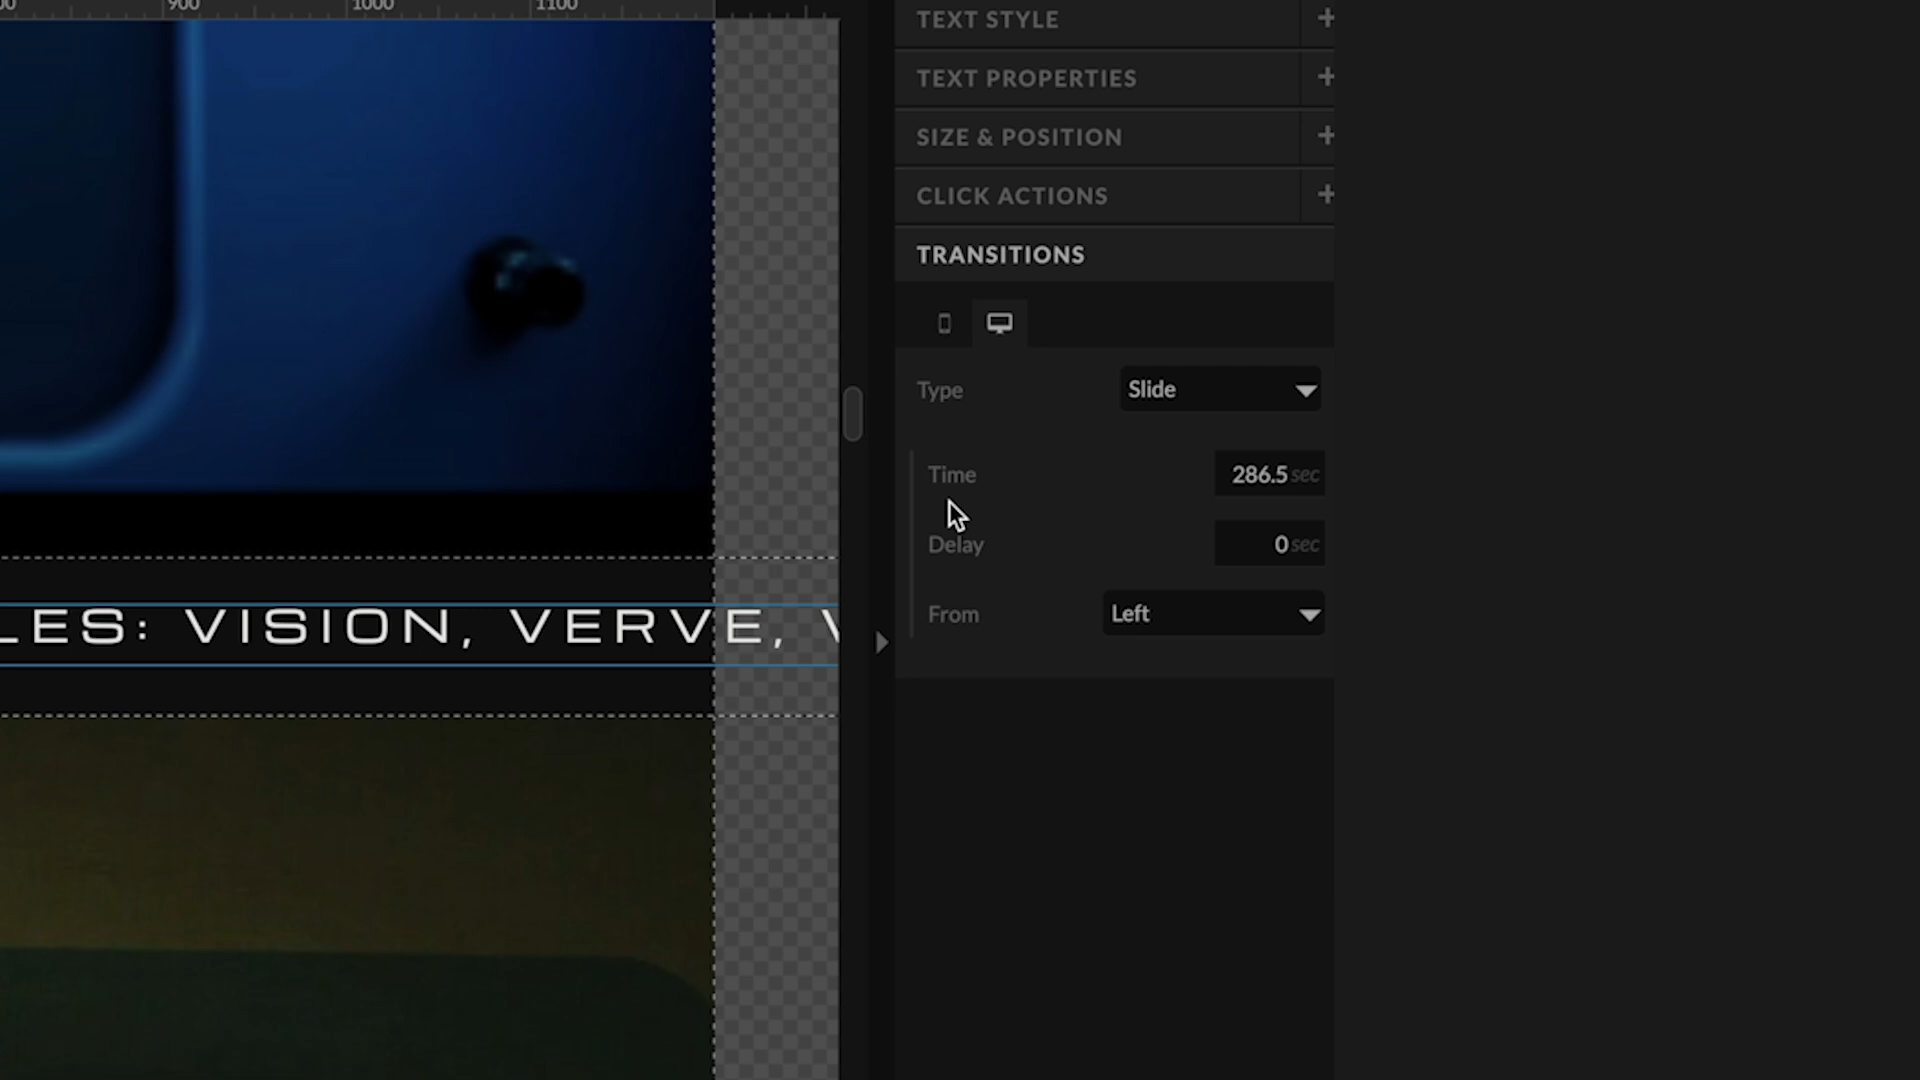 900
1000
1100
TEXT STYLE +
TEXT PROPERTIES +
SIZE & POSITION +
CLICK ACTIONS +
TRANSITIONS
Type Slide
Time 286.5 sec
Delay 0 sec
From Left
LES: VISION, VERVE,